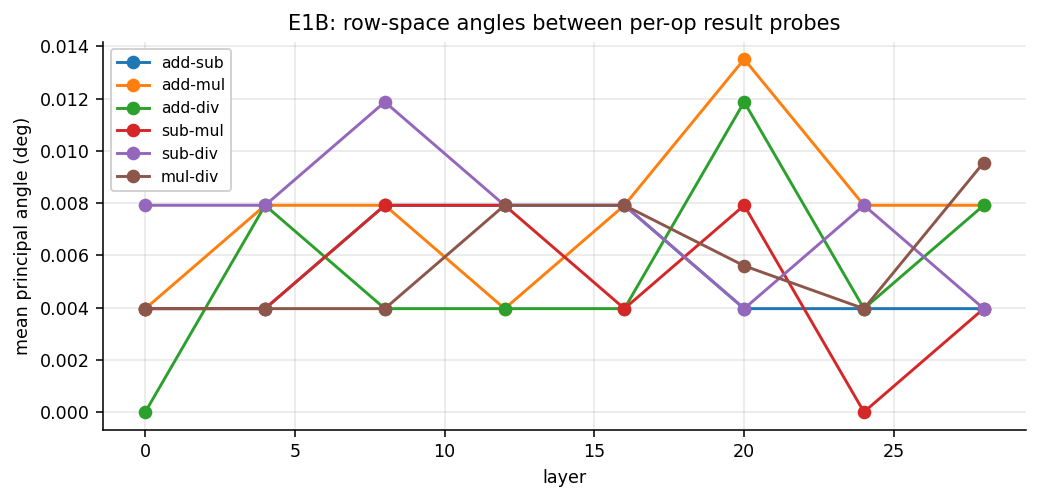 E1B: row-space angles between per-op result probes
mean principal angle (deg)
0.014
0.012
0.010
0.008
0.006
0.004
0.002
0.000
add-sub
add-mul
add-div
sub-mul
sub-div
mul-div
0 5 10 15 20 25
layer